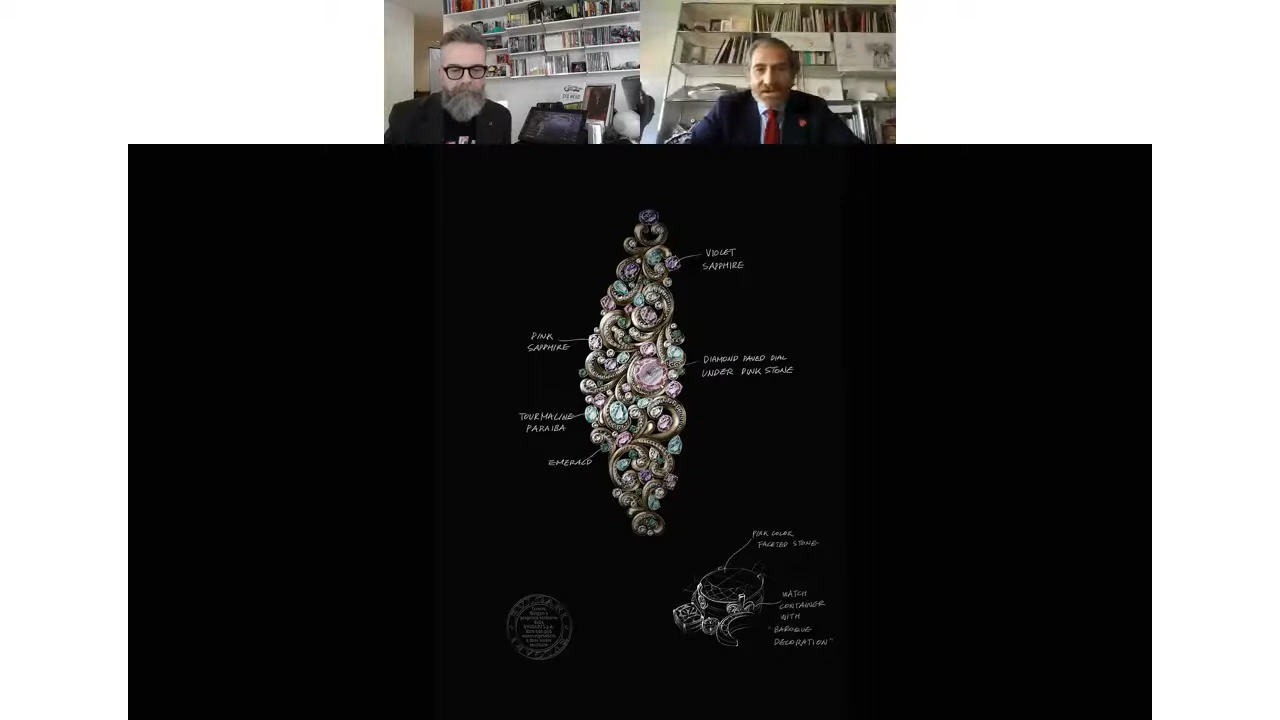 VIOLET
SAPPHIRE
PINK
SAPPHIRE
DIAMOND PAVED DIAL
UNDER PINK STONE
TOURMALINE
PARAIBA
EMERALD
PINK COLOR
FACETED STONE
WATCH
CONTAINER
WITH
"BAROQUE
DECORATION"
BVLGARI